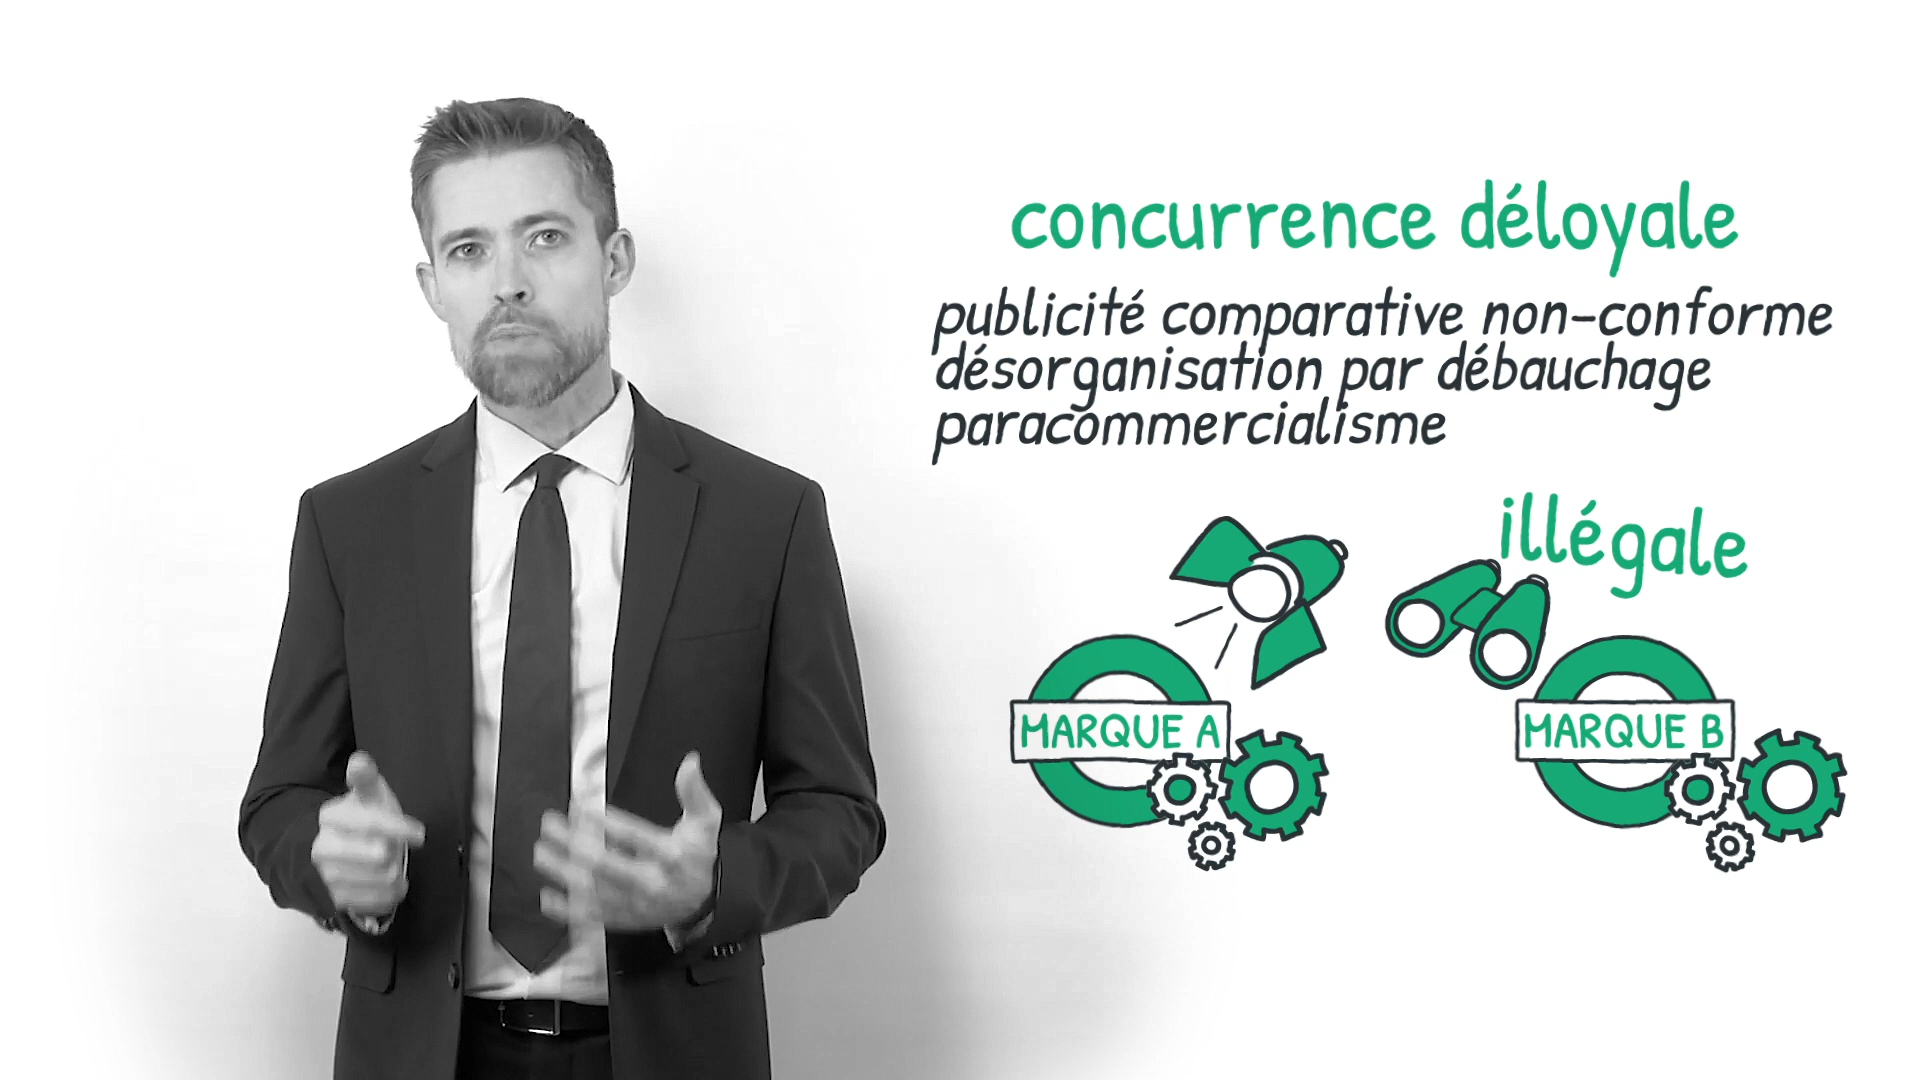 concurrence déloyale
publicité comparative non-conforme
désorganisation par débauchage
paracommercialisme
illégale
MARQUE A
MARQUE B